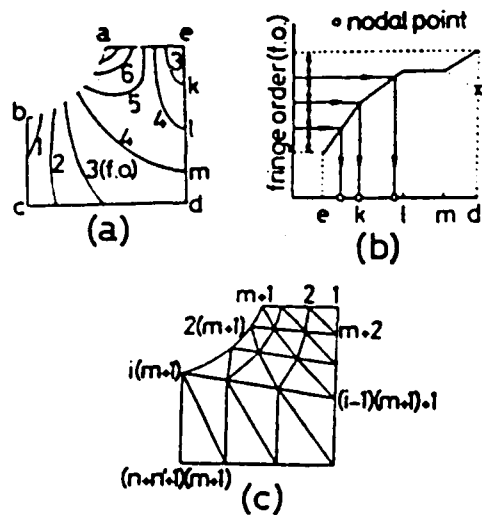 a e
6 3
5 k
b 4 l
1 2 3(f.o.) 4 m
c d
(a)
o nodal point
fringe order (f.o.)
x
e k l m d
(b)
m+1 2 1
2(m+1) m+2
i(m+1) (i-1)(m+1)+1
(n+n'+1)(m+1)
(c)